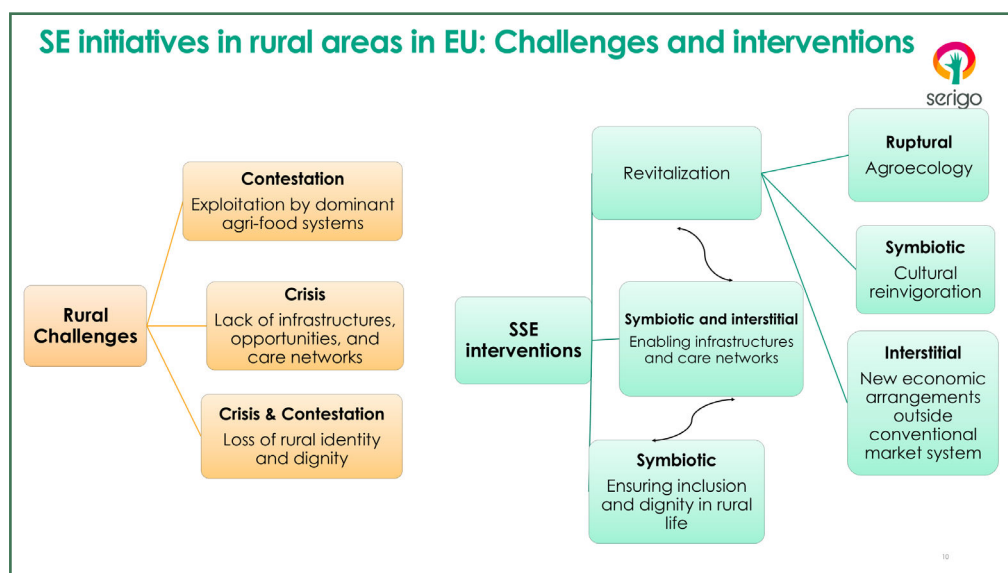 SE initiatives in rural areas in EU: Challenges and interventions
serigo
Rural
Challenges
Contestation
Exploitation by dominant
agri-food systems
Crisis
Lack of infrastructures,
opportunities, and
care networks
Crisis & Contestation
Loss of rural identity
and dignity
SSE
interventions
Revitalization
Symbiotic and interstitial
Enabling infrastructures
and care networks
Symbiotic
Ensuring inclusion
and dignity in rural
life
Ruptural
Agroecology
Symbiotic
Cultural
reinvigoration
Interstitial
New economic
arrangements
outside
conventional
market system
10